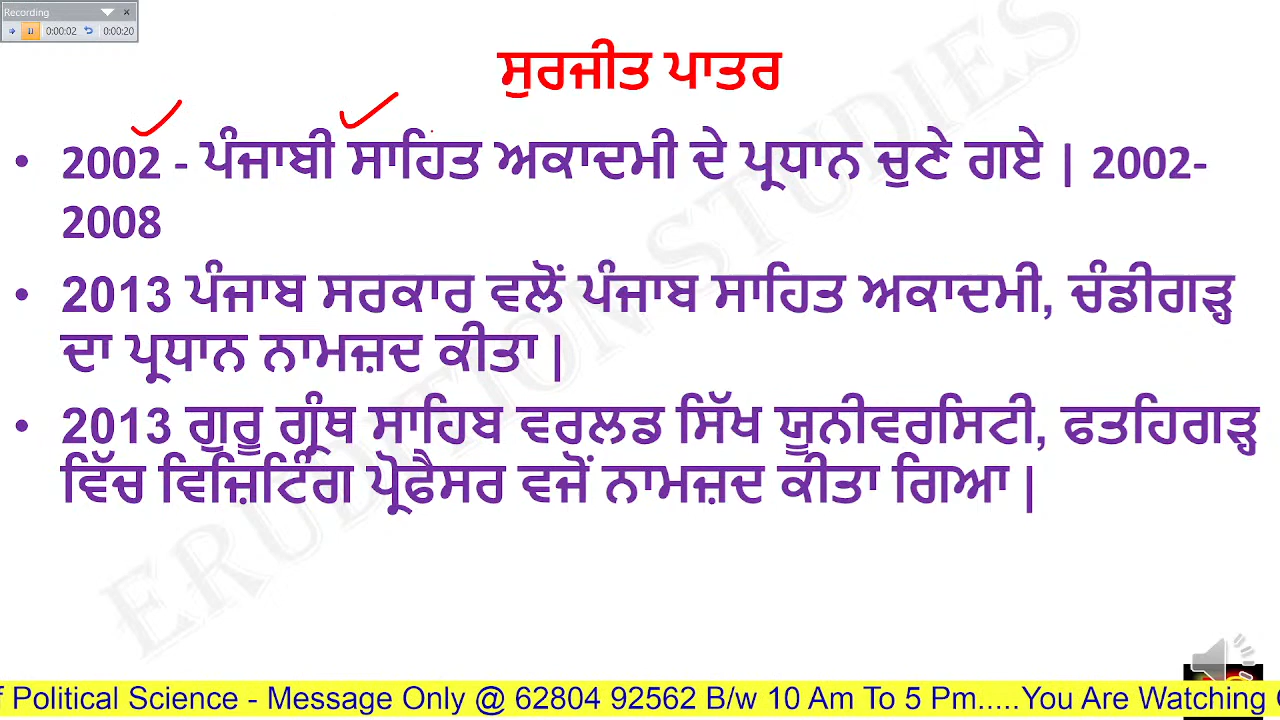 Recording
0:00:02 0:00:20
ਸੁਰਜੀਤ ਪਾਤਰ
• 2002 - ਪੰਜਾਬੀ ਸਾਹਿਤ ਅਕਾਦਮੀ ਦੇ ਪ੍ਰਧਾਨ ਚੁਣੇ ਗਏ | 2002-
2008
• 2013 ਪੰਜਾਬ ਸਰਕਾਰ ਵਲੋਂ ਪੰਜਾਬ ਸਾਹਿਤ ਅਕਾਦਮੀ, ਚੰਡੀਗੜ੍ਹ
ਦਾ ਪ੍ਰਧਾਨ ਨਾਮਜ਼ਦ ਕੀਤਾ |
• 2013 ਗੁਰੂ ਗ੍ਰੰਥ ਸਾਹਿਬ ਵਰਲਡ ਸਿੱਖ ਯੂਨੀਵਰਸਿਟੀ, ਫਤਹਿਗੜ੍ਹ
ਵਿੱਚ ਵਿਜ਼ਿਟਿੰਗ ਪ੍ਰੋਫੈਸਰ ਵਜੋਂ ਨਾਮਜ਼ਦ ਕੀਤਾ ਗਿਆ |
ERUDITION STUDIES
f Political Science - Message Only @ 62804 92562 B/w 10 Am To 5 Pm.....You Are Watching